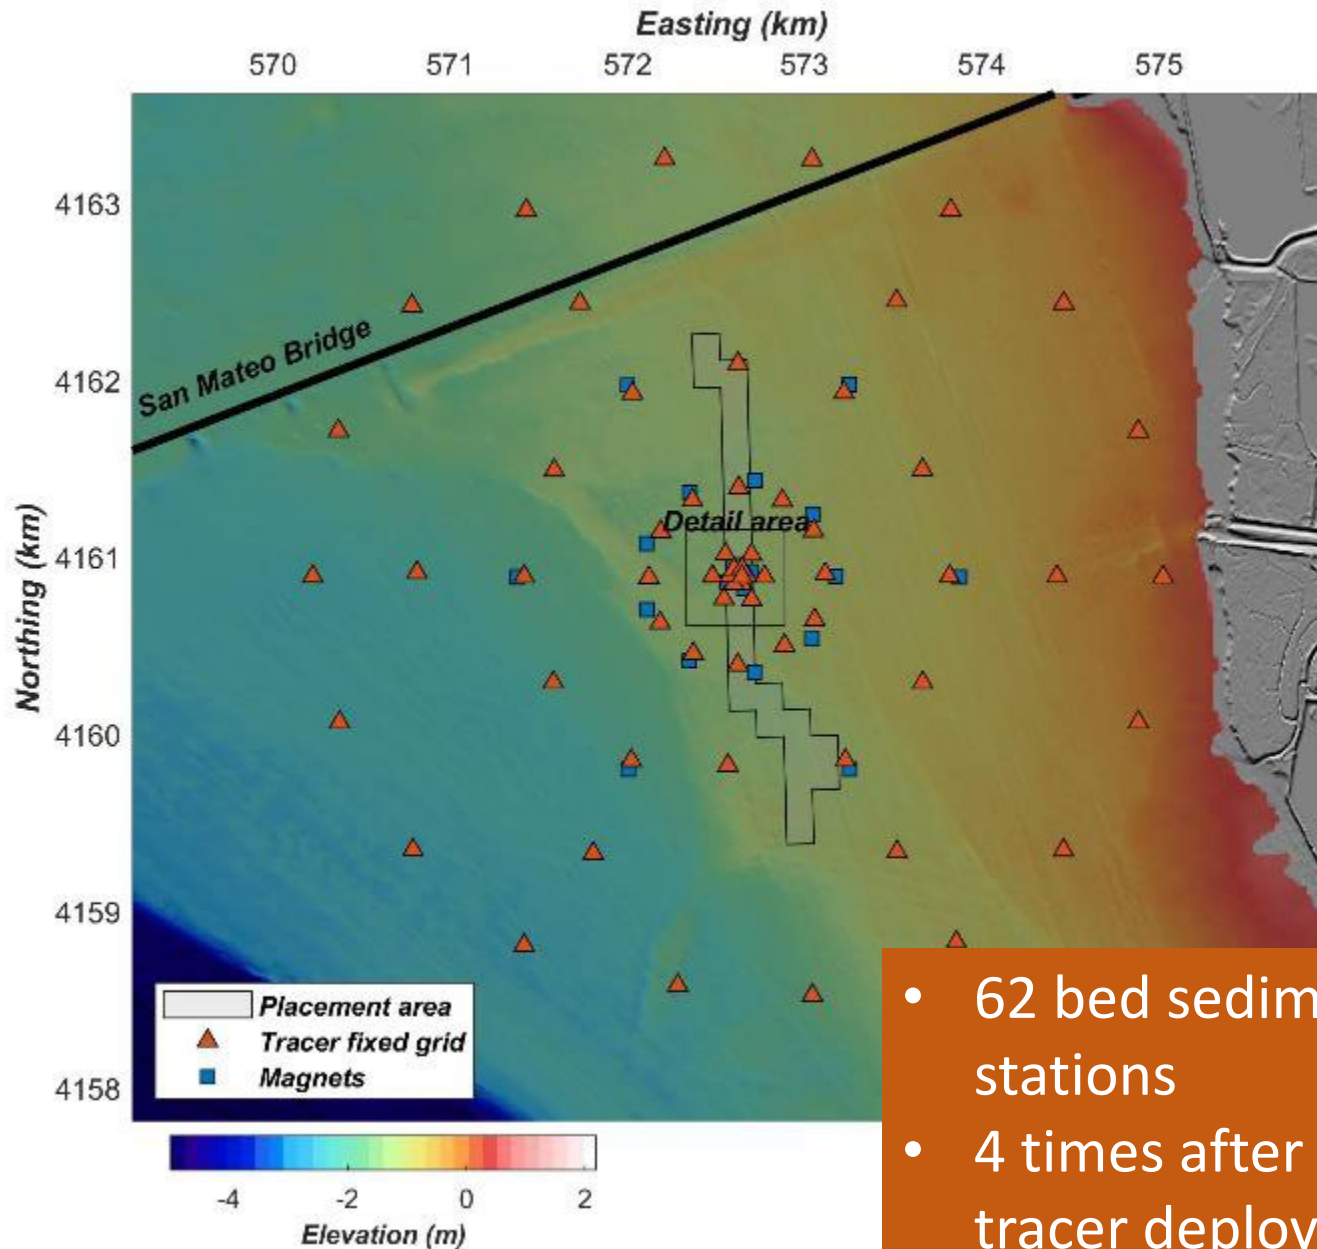 Easting (km)
570 571 572 573 574 575
4163
San Mateo Bridge
4162
Detail area
4161
Northing (km)
4160
4159
Placement area
Tracer fixed grid
Magnets
4158
-4 -2 0 2
Elevation (m)
• 62 bed sedim
stations
• 4 times after
tracer deploy